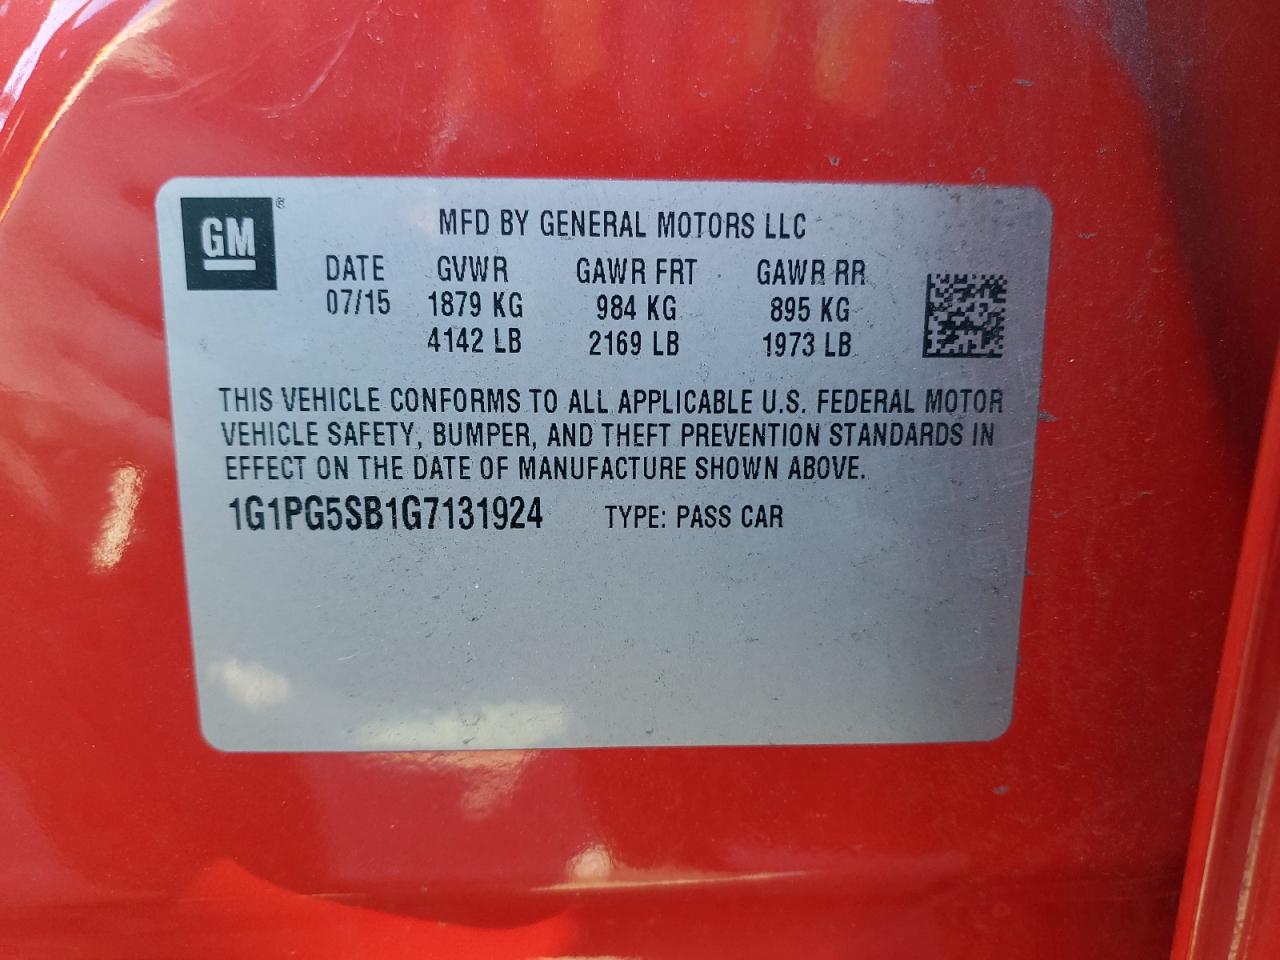 GM®
MFD BY GENERAL MOTORS LLC
DATE GVWR GAWR FRT GAWR RR
07/15 1879 KG 984 KG 895 KG
4142 LB 2169 LB 1973 LB
THIS VEHICLE CONFORMS TO ALL APPLICABLE U.S. FEDERAL MOTOR
VEHICLE SAFETY, BUMPER, AND THEFT PREVENTION STANDARDS IN
EFFECT ON THE DATE OF MANUFACTURE SHOWN ABOVE.
1G1PG5SB1G7131924 TYPE: PASS CAR